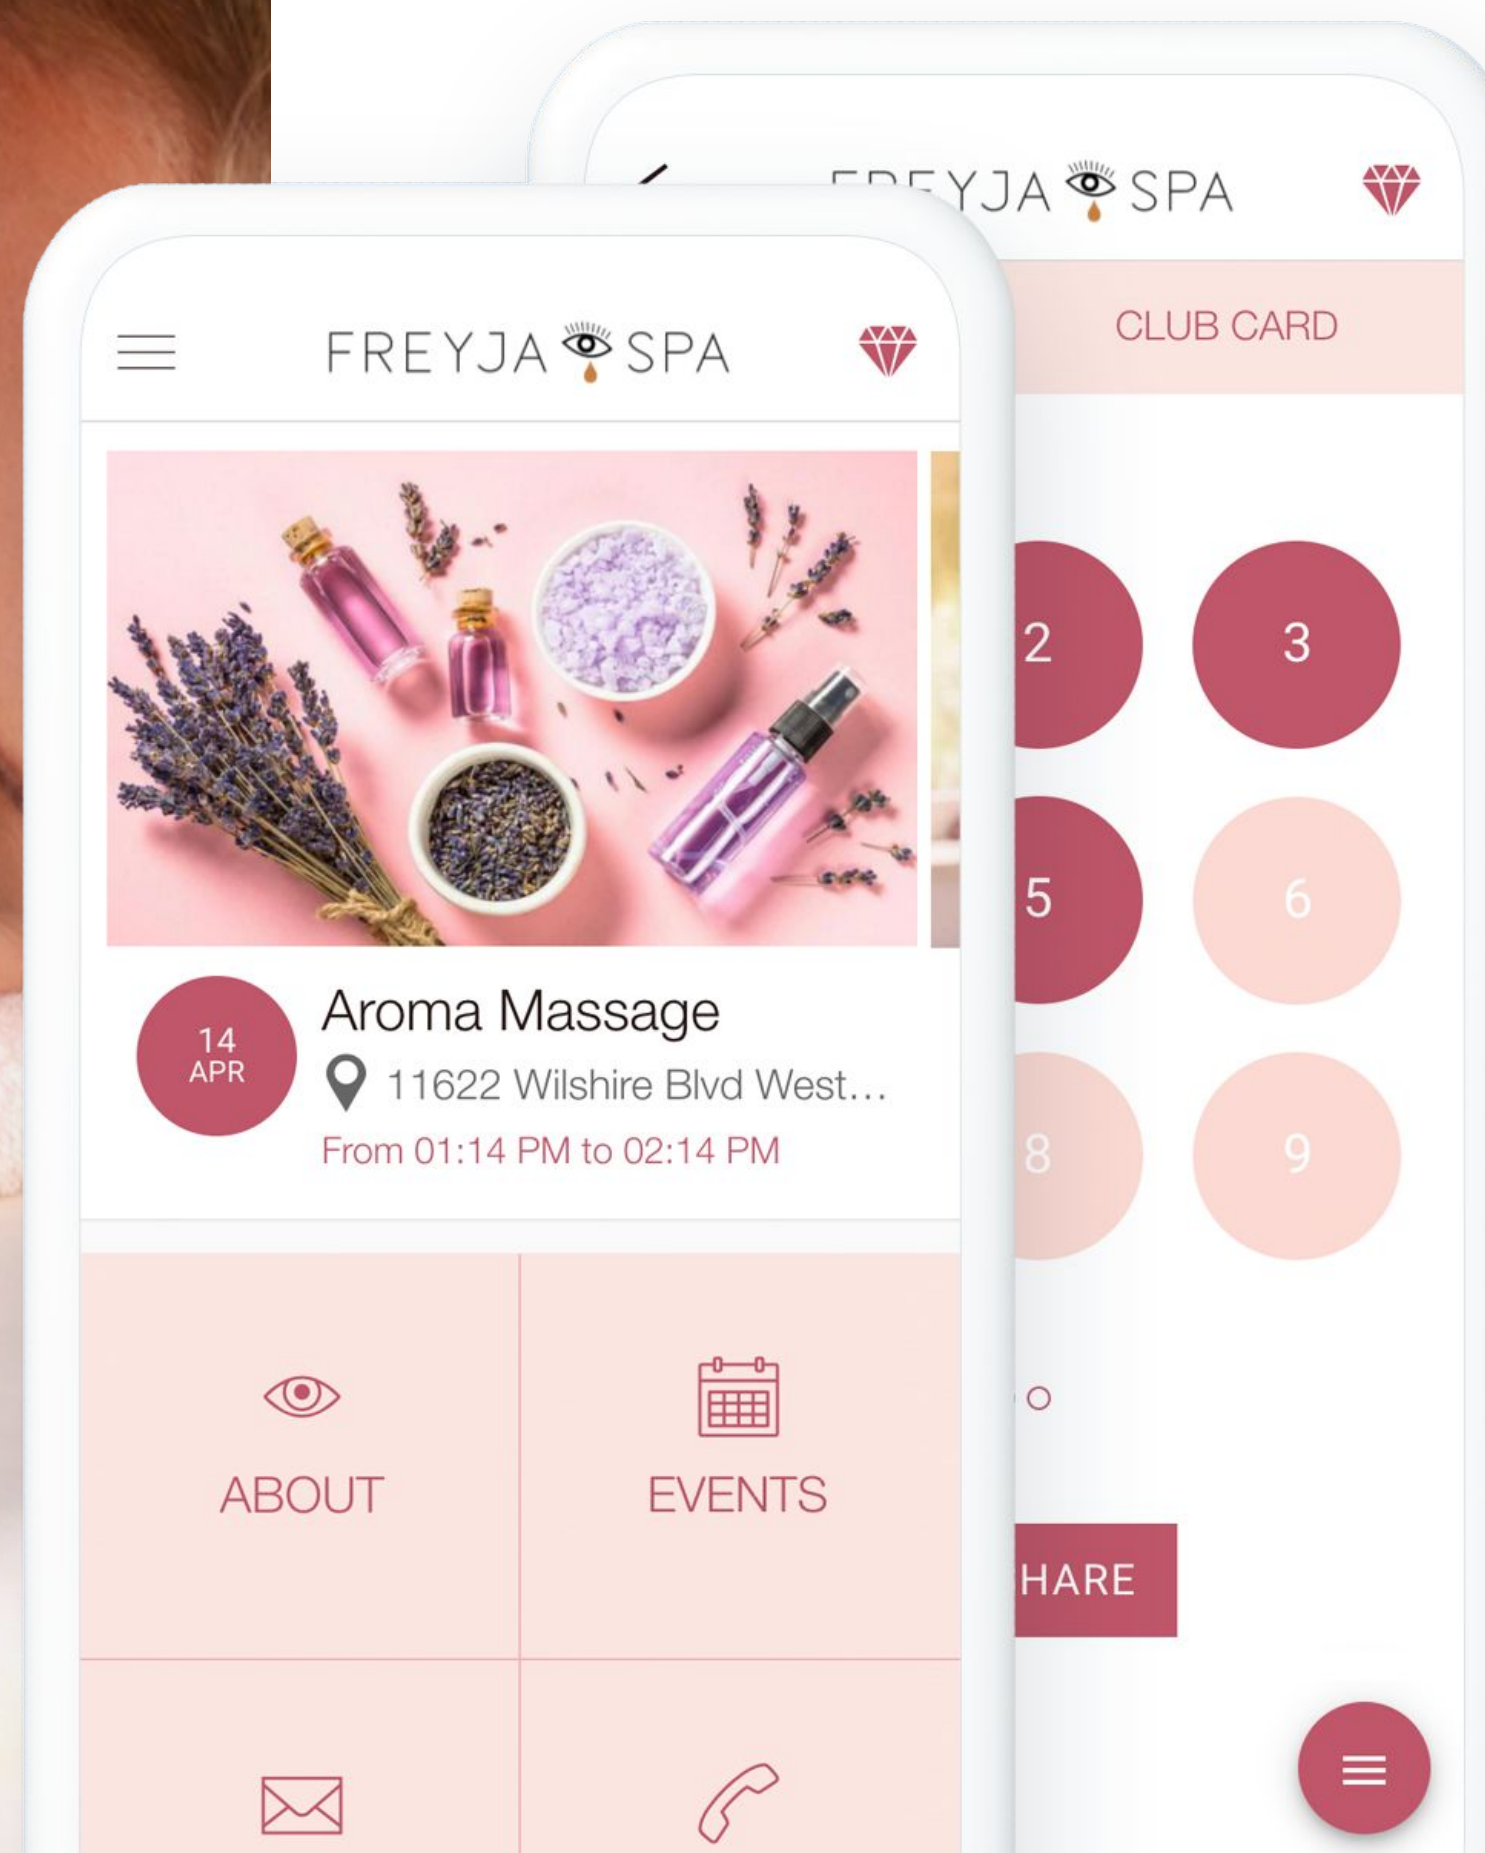 FREYJA SPA
CLUB CARD
2
3
5
6
8
9
HARE
FREYJA SPA
14
APR
Aroma Massage
11622 Wilshire Blvd West...
From 01:14 PM to 02:14 PM
ABOUT
EVENTS